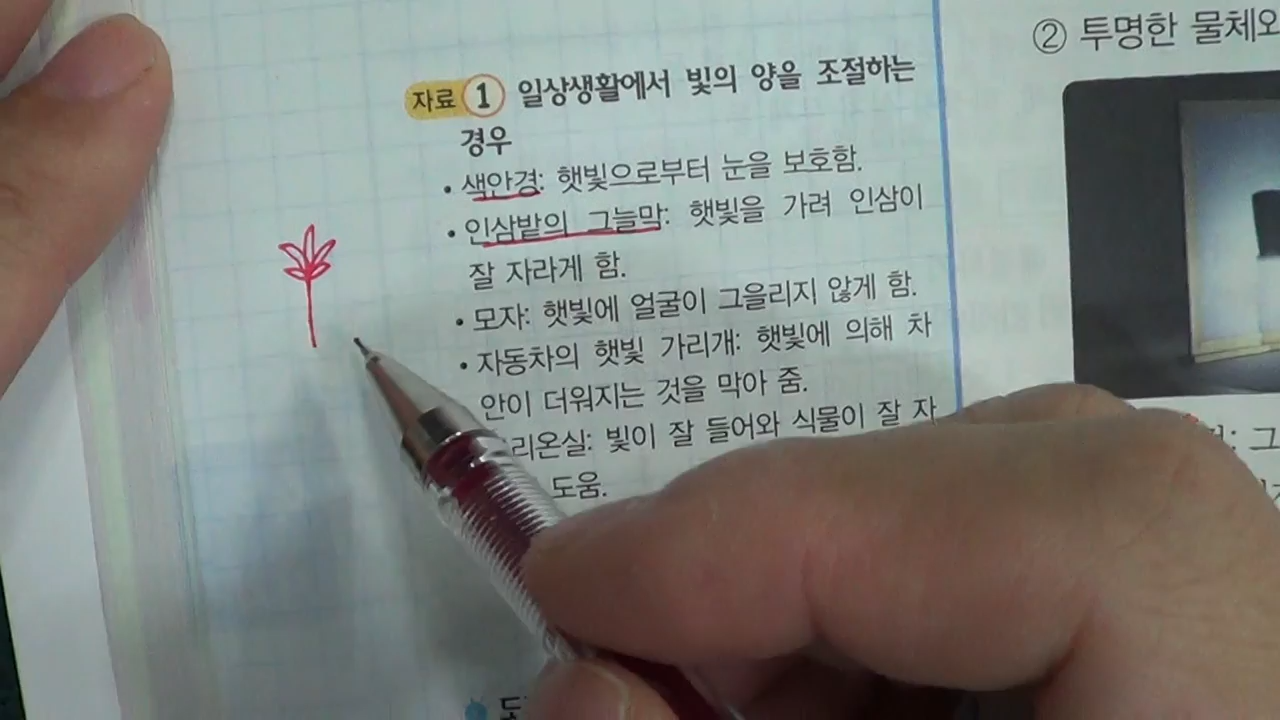 자료 1 일상생활에서 빛의 양을 조절하는
경우
• 색안경: 햇빛으로부터 눈을 보호함.
• 인삼밭의 그늘막: 햇빛을 가려 인삼이
잘 자라게 함.
• 모자: 햇빛에 얼굴이 그을리지 않게 함.
• 자동차의 햇빛 가리개: 햇빛에 의해 차
안이 더워지는 것을 막아 줌.
리온실: 빛이 잘 들어와 식물이 잘 자
도움.
② 투명한 물체오